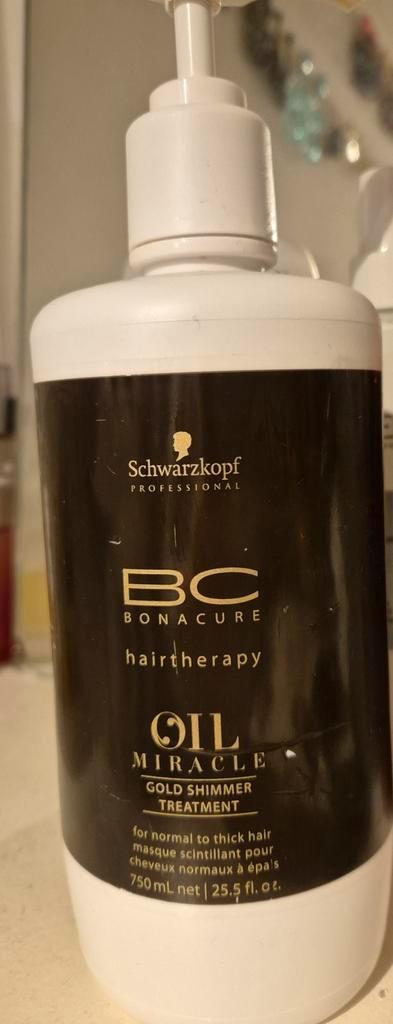 Schwarzkopf
PROFESSIONAL
BC
BONACURE
hairtherapy
OIL
MIRACLE
GOLD SHIMMER
TREATMENT
for normal to thick hair
masque scintillant pour
cheveux normaux à épais
750 mL net | 25.5 fl. oz.